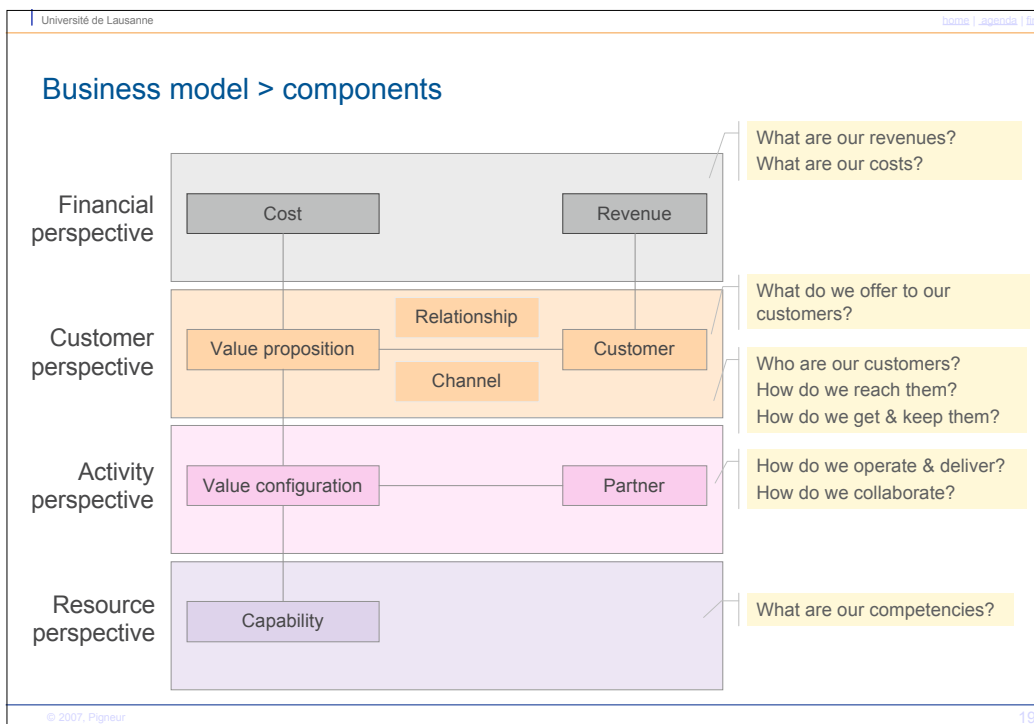 Université de Lausanne
home | agenda | fi
Business model > components
What are our revenues?
What are our costs?
Financial
perspective
Cost
Revenue
What do we offer to our
customers?
Customer
perspective
Relationship
Value proposition
Customer
Channel
Who are our customers?
How do we reach them?
How do we get & keep them?
Activity
perspective
Value configuration
Partner
How do we operate & deliver?
How do we collaborate?
Resource
perspective
Capability
What are our competencies?
© 2007, Pigneur
19